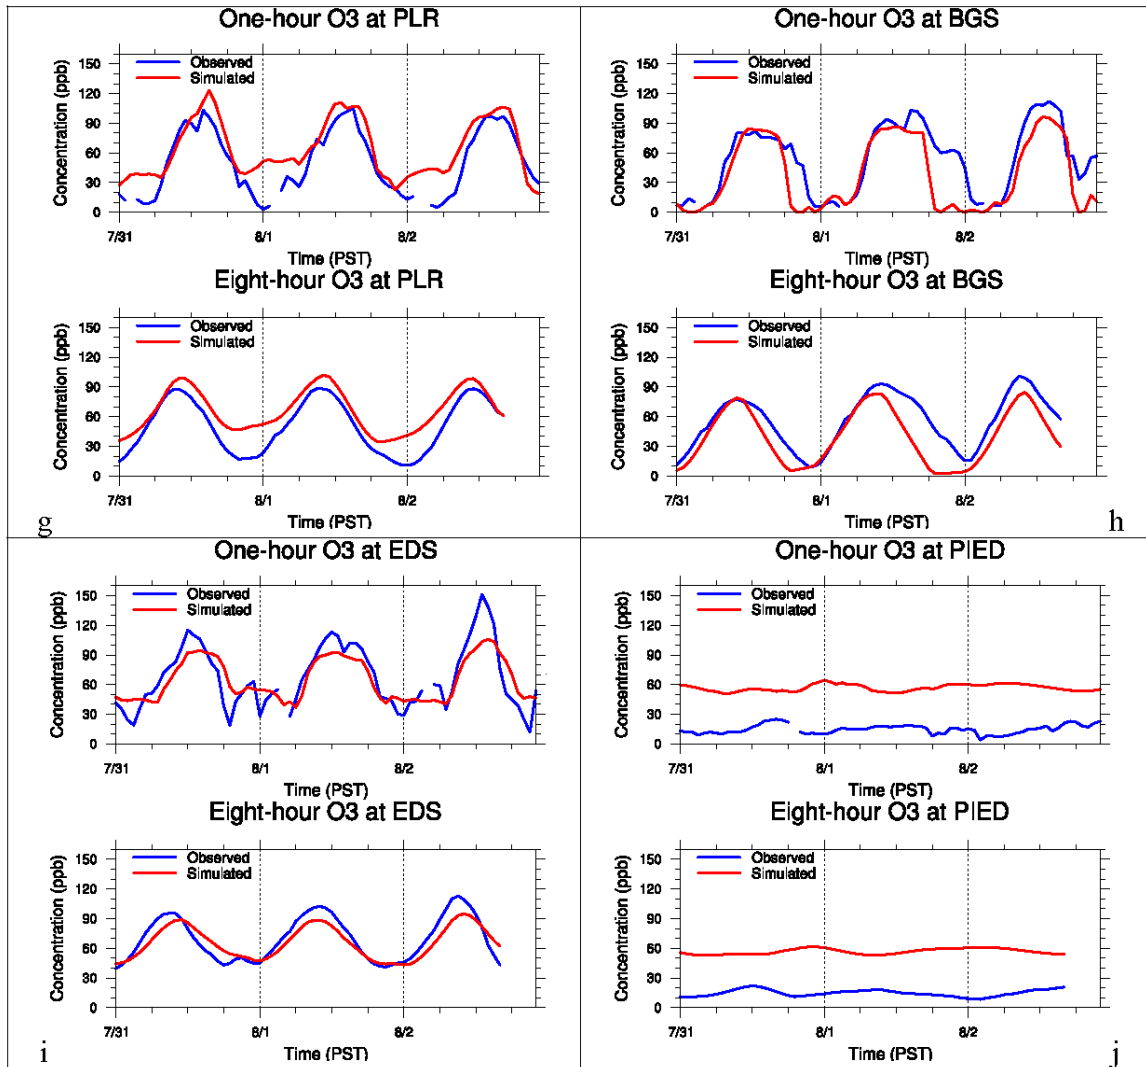 One-hour O3 at PLR
Concentration (ppb)
150
120
90
60
30
0
Observed
Simulated
7/31
8/1
8/2
Time (PST)
Eight-hour O3 at PLR
Concentration (ppb)
150
120
90
60
30
0
Observed
Simulated
7/31
8/1
8/2
Time (PST)
g
One-hour O3 at BGS
Concentration (ppb)
150
120
90
60
30
0
Observed
Simulated
7/31
8/1
8/2
Time (PST)
Eight-hour O3 at BGS
Concentration (ppb)
150
120
90
60
30
0
Observed
Simulated
7/31
8/1
8/2
Time (PST)
h
One-hour O3 at EDS
Concentration (ppb)
150
120
90
60
30
0
Observed
Simulated
7/31
8/1
8/2
Time (PST)
Eight-hour O3 at EDS
Concentration (ppb)
150
120
90
60
30
0
Observed
Simulated
7/31
8/1
8/2
Time (PST)
i
One-hour O3 at PIED
Concentration (ppb)
150
120
90
60
30
0
Observed
Simulated
7/31
8/1
8/2
Time (PST)
Eight-hour O3 at PIED
Concentration (ppb)
150
120
90
60
30
0
Observed
Simulated
7/31
8/1
8/2
Time (PST)
j